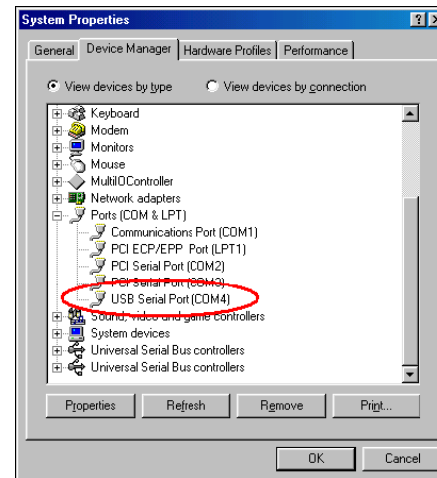 System Properties
General Device Manager Hardware Profiles Performance
View devices by type View devices by connection
Keyboard
Modem
Monitors
Mouse
MultiIOController
Network adapters
Ports (COM & LPT)
Communications Port (COM1)
PCI ECP/EPP Port (LPT1)
PCI Serial Port (COM2)
PCI Serial Port (COM3)
USB Serial Port (COM4)
Sound, video and game controllers
System devices
Universal Serial Bus controllers
Universal Serial Bus controllers
Properties Refresh Remove Print...
OK Cancel